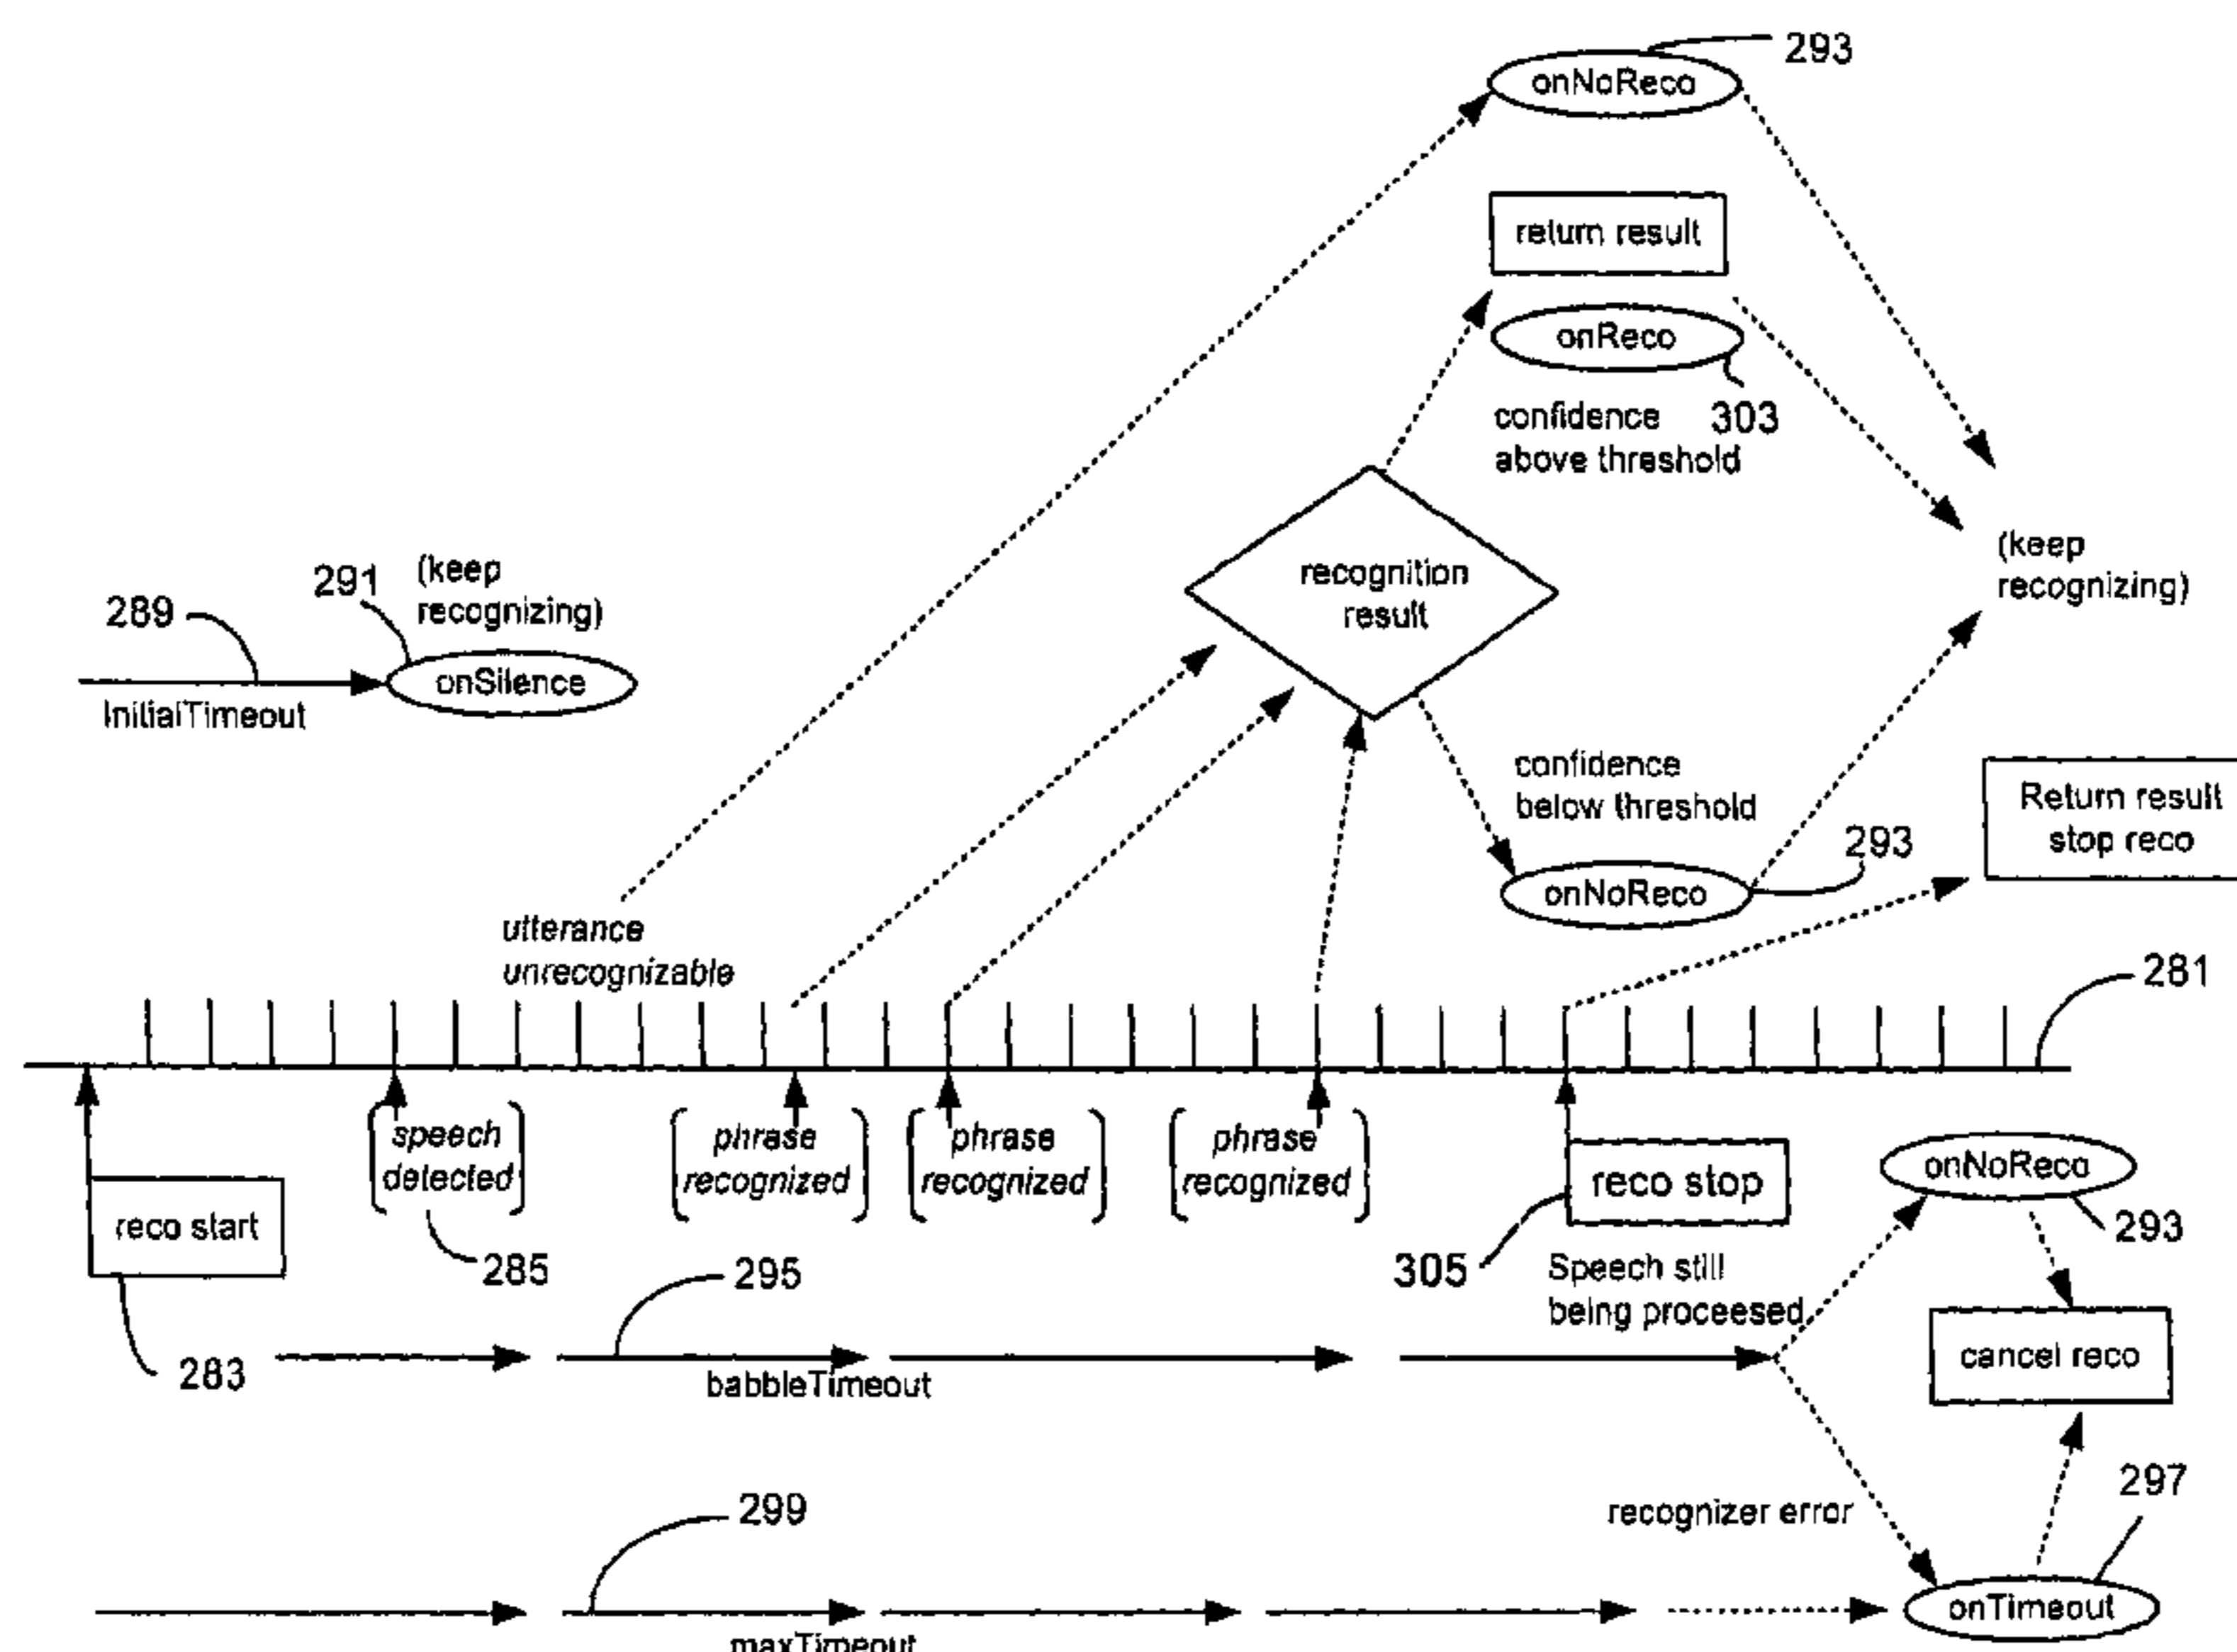 293
onNoReco
return result
onReco
303
confidence
above threshold
recognition
result
(keep
recognizing)
291
(keep
recognizing)
289
onSilence
InitialTimeout
confidence
below threshold
Return result
stop reco
293
onNoReco
utterance
unrecognizable
281
speech
detected
phrase
recognized
phrase
recognized
phrase
recognized
reco stop
onNoReco
293
reco start
285
295
305
Speech still
being proceesed
283
babbleTimeout
cancel reco
299
recognizer error
297
maxTimeout
onTimeout